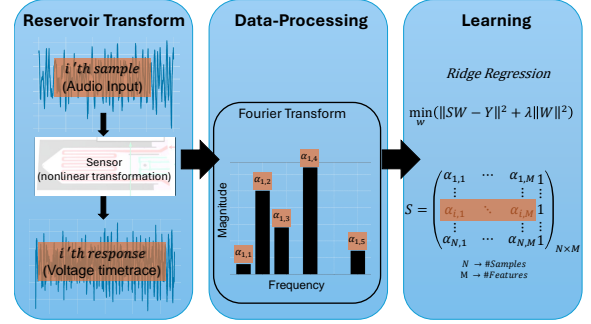 Reservoir Transform
i'th sample
(Audio Input)
Sensor
(nonlinear transformation)
i'th response
(Voltage timetrace)
Data-Processing
Fourier Transform
Magnitude
α1,1
α1,2
α1,3
α1,4
α1,5
Frequency
Learning
Ridge Regression
min(‖SW − Y‖² + λ‖W‖²)
w
α1,1 ⋯ α1,M 1
⋮ ⋮
S = αi,1 ⋱ αi,M 1
⋮ ⋮
αN,1 ⋯ αN,M 1
N×M
N → #Samples
M → #Features